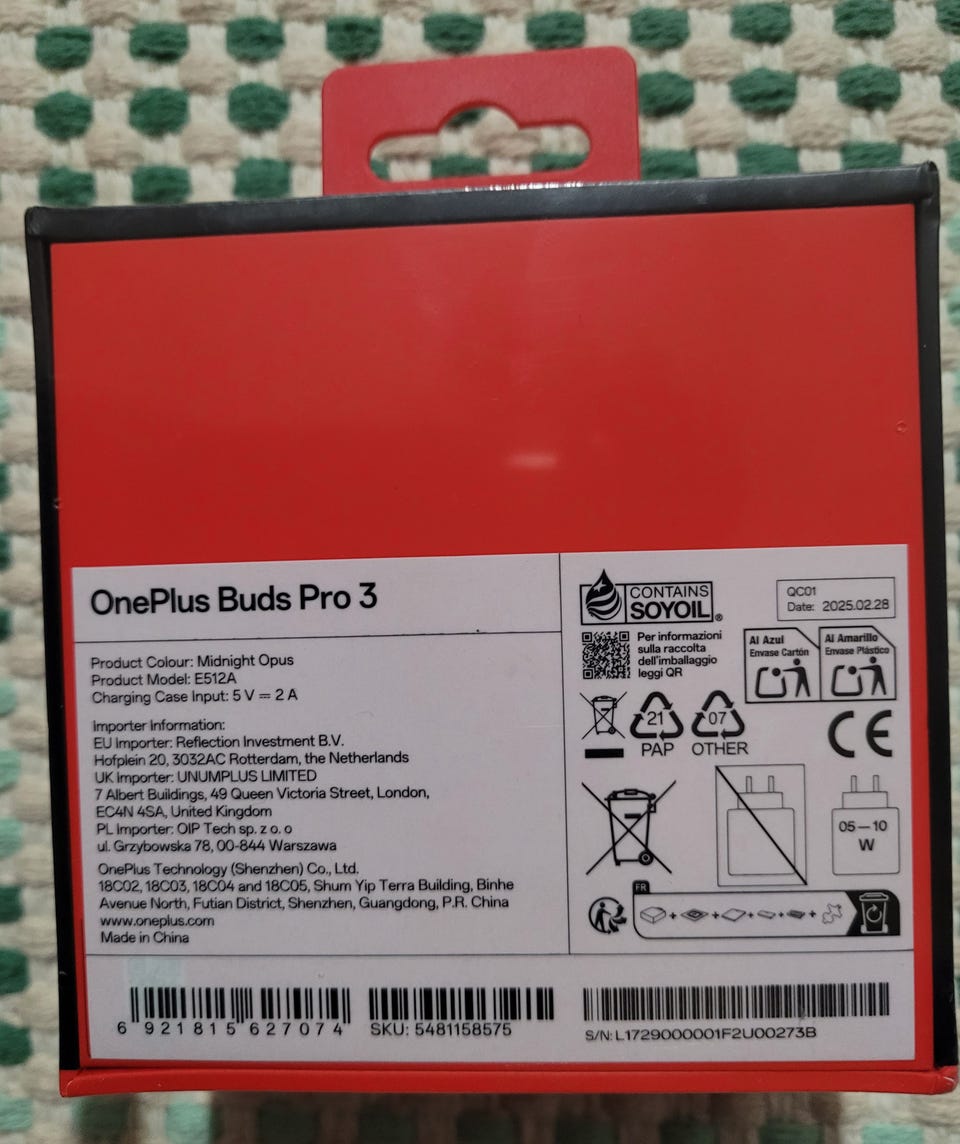 OnePlus Buds Pro 3
Product Colour: Midnight Opus
Product Model: E512A
Charging Case Input: 5 V ⎓ 2 A
Importer Information:
EU Importer: Reflection Investment B.V.
Hofplein 20, 3032AC Rotterdam, the Netherlands
UK Importer: UNUMPLUS LIMITED
7 Albert Buildings, 49 Queen Victoria Street, London,
EC4N 4SA, United Kingdom
PL Importer: OIP Tech sp. z o. o
ul. Grzybowska 78, 00-844 Warszawa
OnePlus Technology (Shenzhen) Co., Ltd.
18C02, 18C03, 18C04 and 18C05, Shum Yip Terra Building, Binhe
Avenue North, Futian District, Shenzhen, Guangdong, P.R. China
www.oneplus.com
Made in China
CONTAINS
SOYOIL®
QC01
Date: 2025.02.28
Per informazioni
sulla raccolta
dell'imballaggio
leggi QR
Al Azul
Envase Cartón
Al Amarillo
Envase Plástico
21
PAP
07
OTHER
CE
05 – 10
W
FR
6 921815 627074
SKU: 5481158575
S/N: L1729000001F2U00273B